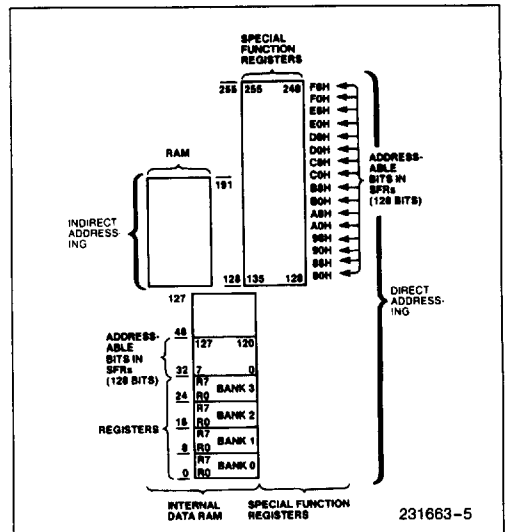 SPECIAL
FUNCTION
REGISTERS
255 255 248
F8H
F0H
E8H
E0H
D8H
D0H
C8H
C0H
B8H
B0H
A8H
A0H
98H
90H
88H
80H
ADDRESS-
ABLE
BITS IN
SFRs
(128 BITS)
RAM
191
INDIRECT
ADDRESS-
ING
128 135 128
127
DIRECT
ADDRESS-
ING
48
ADDRESS-
ABLE
BITS IN
SFRs
(128 BITS)
127 120
32 7 0
R7
BANK 3
24 R0
R7
BANK 2
16 R0
REGISTERS
R7
BANK 1
8 R0
R7
BANK 0
0 R0
INTERNAL
DATA RAM
SPECIAL FUNCTION
REGISTERS
231663-5